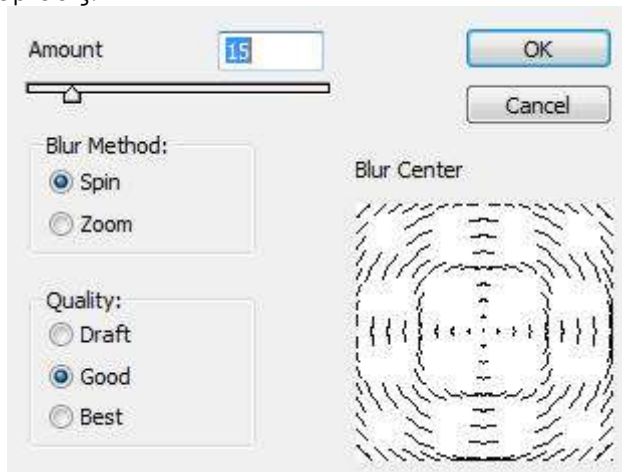 Amount 15 OK
Cancel
Blur Method:
Spin
Zoom
Blur Center
Quality:
Draft
Good
Best